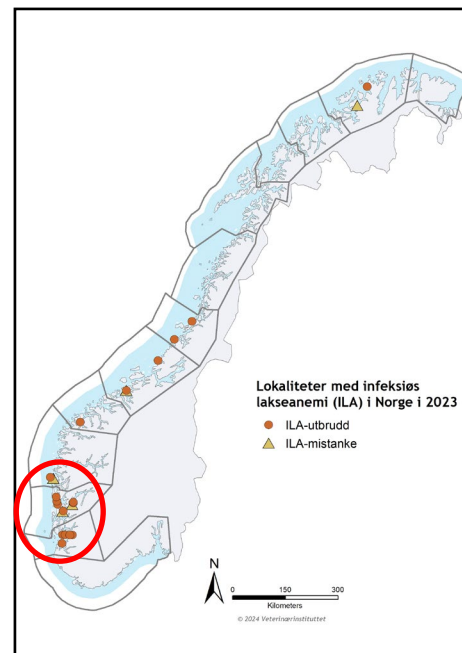 Lokaliteter med infeksiøs
lakseanemi (ILA) i Norge i 2023
ILA-utbrudd
ILA-mistanke
N
0 150 300
Kilometers
© 2024 Veterinærinstituttet